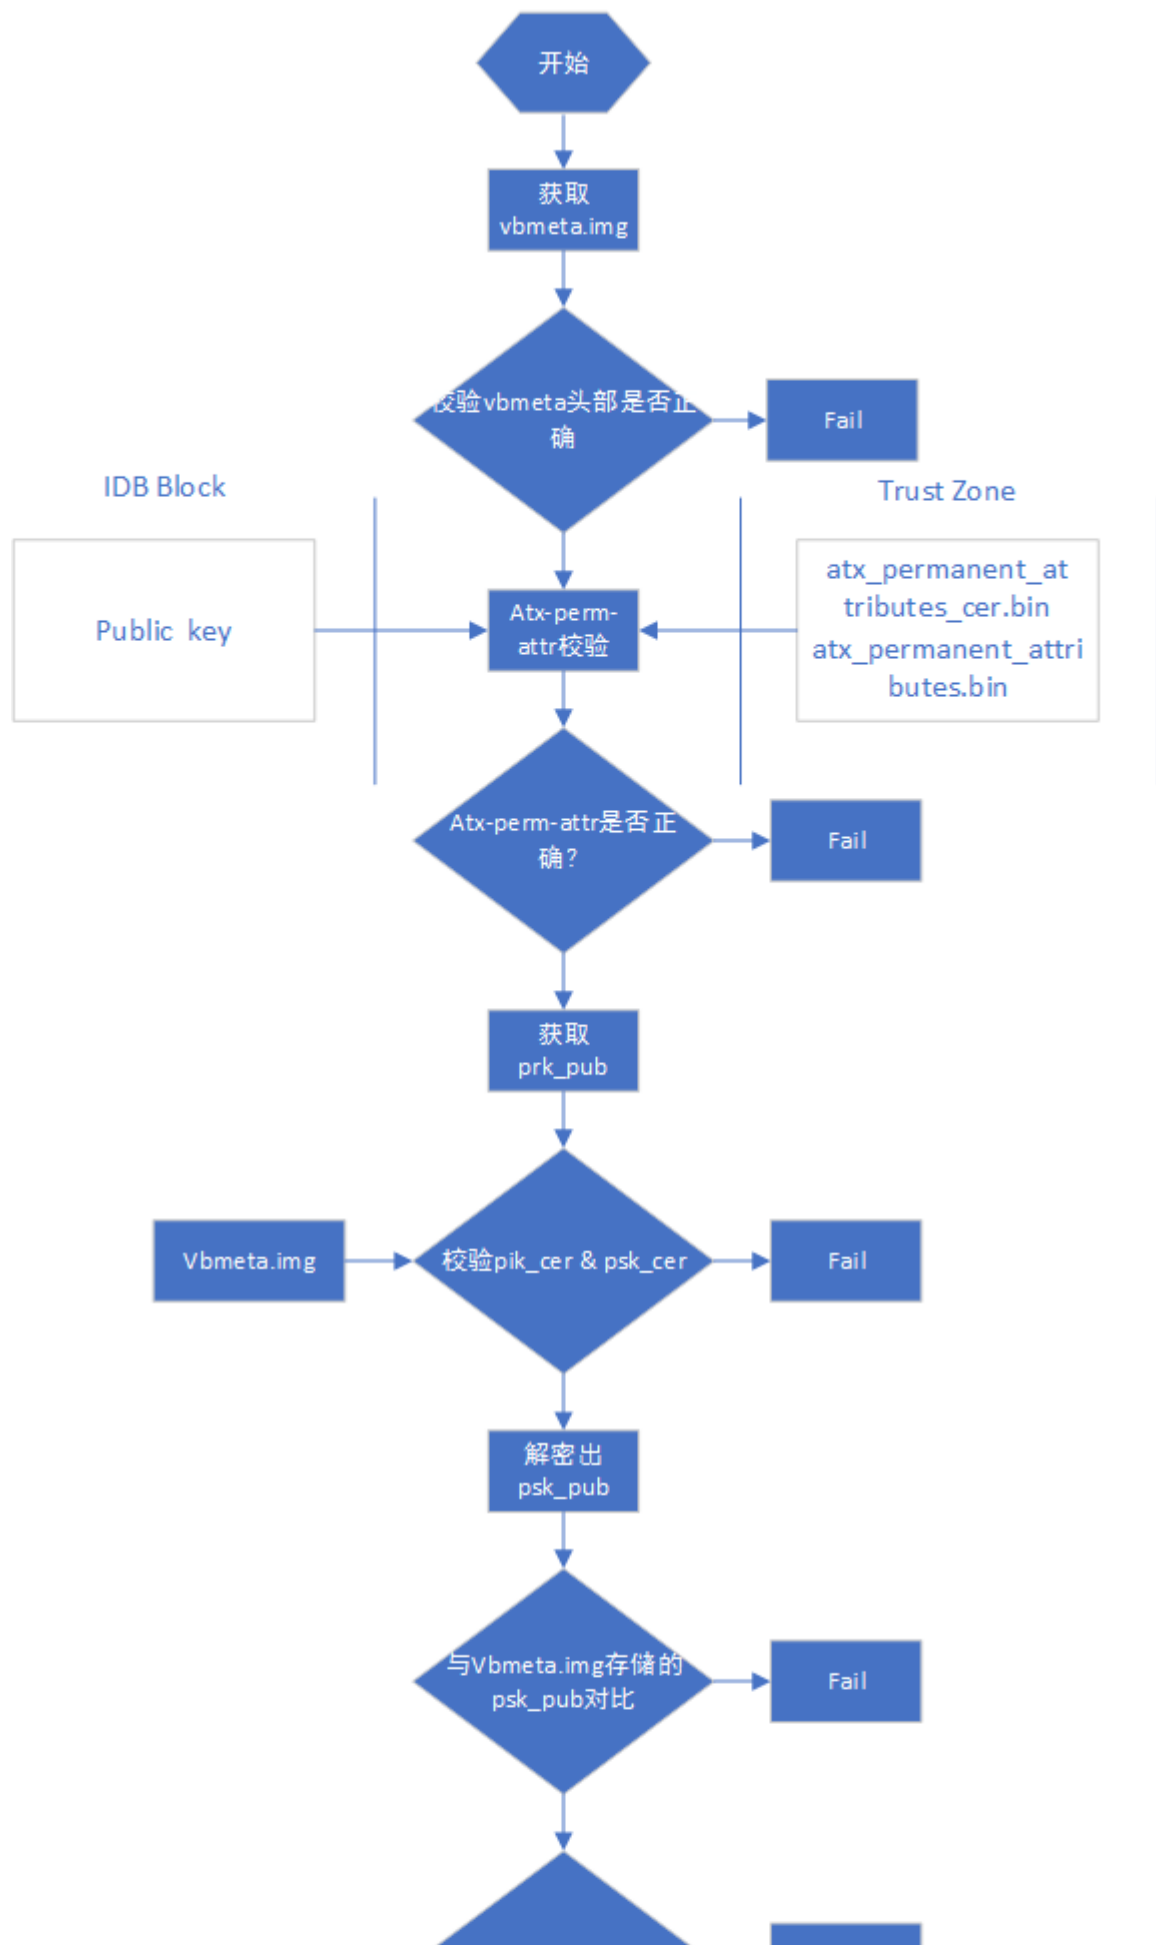 开始
获取
vbmeta.img
校验vbmeta头部是否正
确
Fail
IDB Block
Trust Zone
Public key
Atx-perm-
attr校验
atx_permanent_at
tributes_cer.bin
atx_permanent_attri
butes.bin
Atx-perm-attr是否正
确？
Fail
获取
prk_pub
Vbmeta.img
校验pik_cer & psk_cer
Fail
解密出
psk_pub
与Vbmeta.img存储的
psk_pub对比
Fail